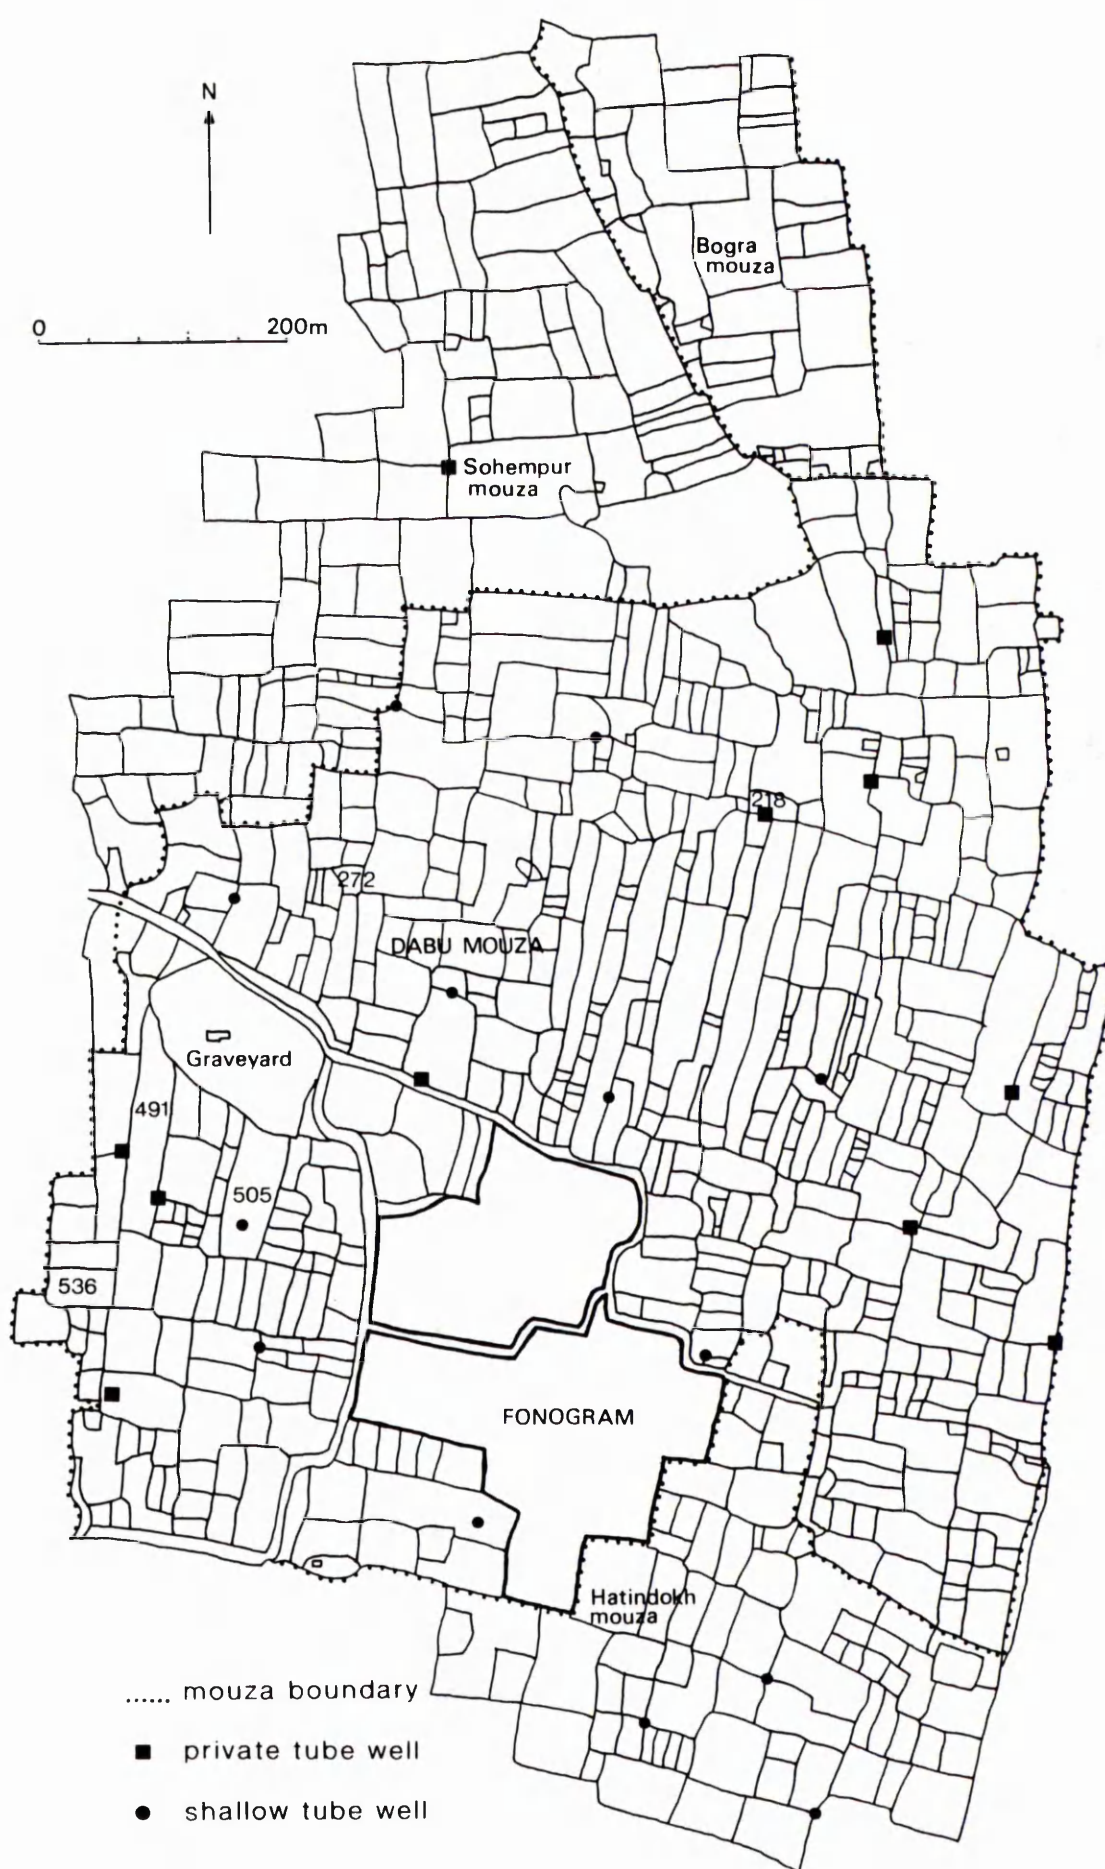 N
Bogra
mouza
0 200m
Sohempur
mouza
218
272
DABU MOUZA
Graveyard
491
505
536
FONOGRAM
Hatindokh
mouza
...... mouza boundary
■ private tube well
● shallow tube well